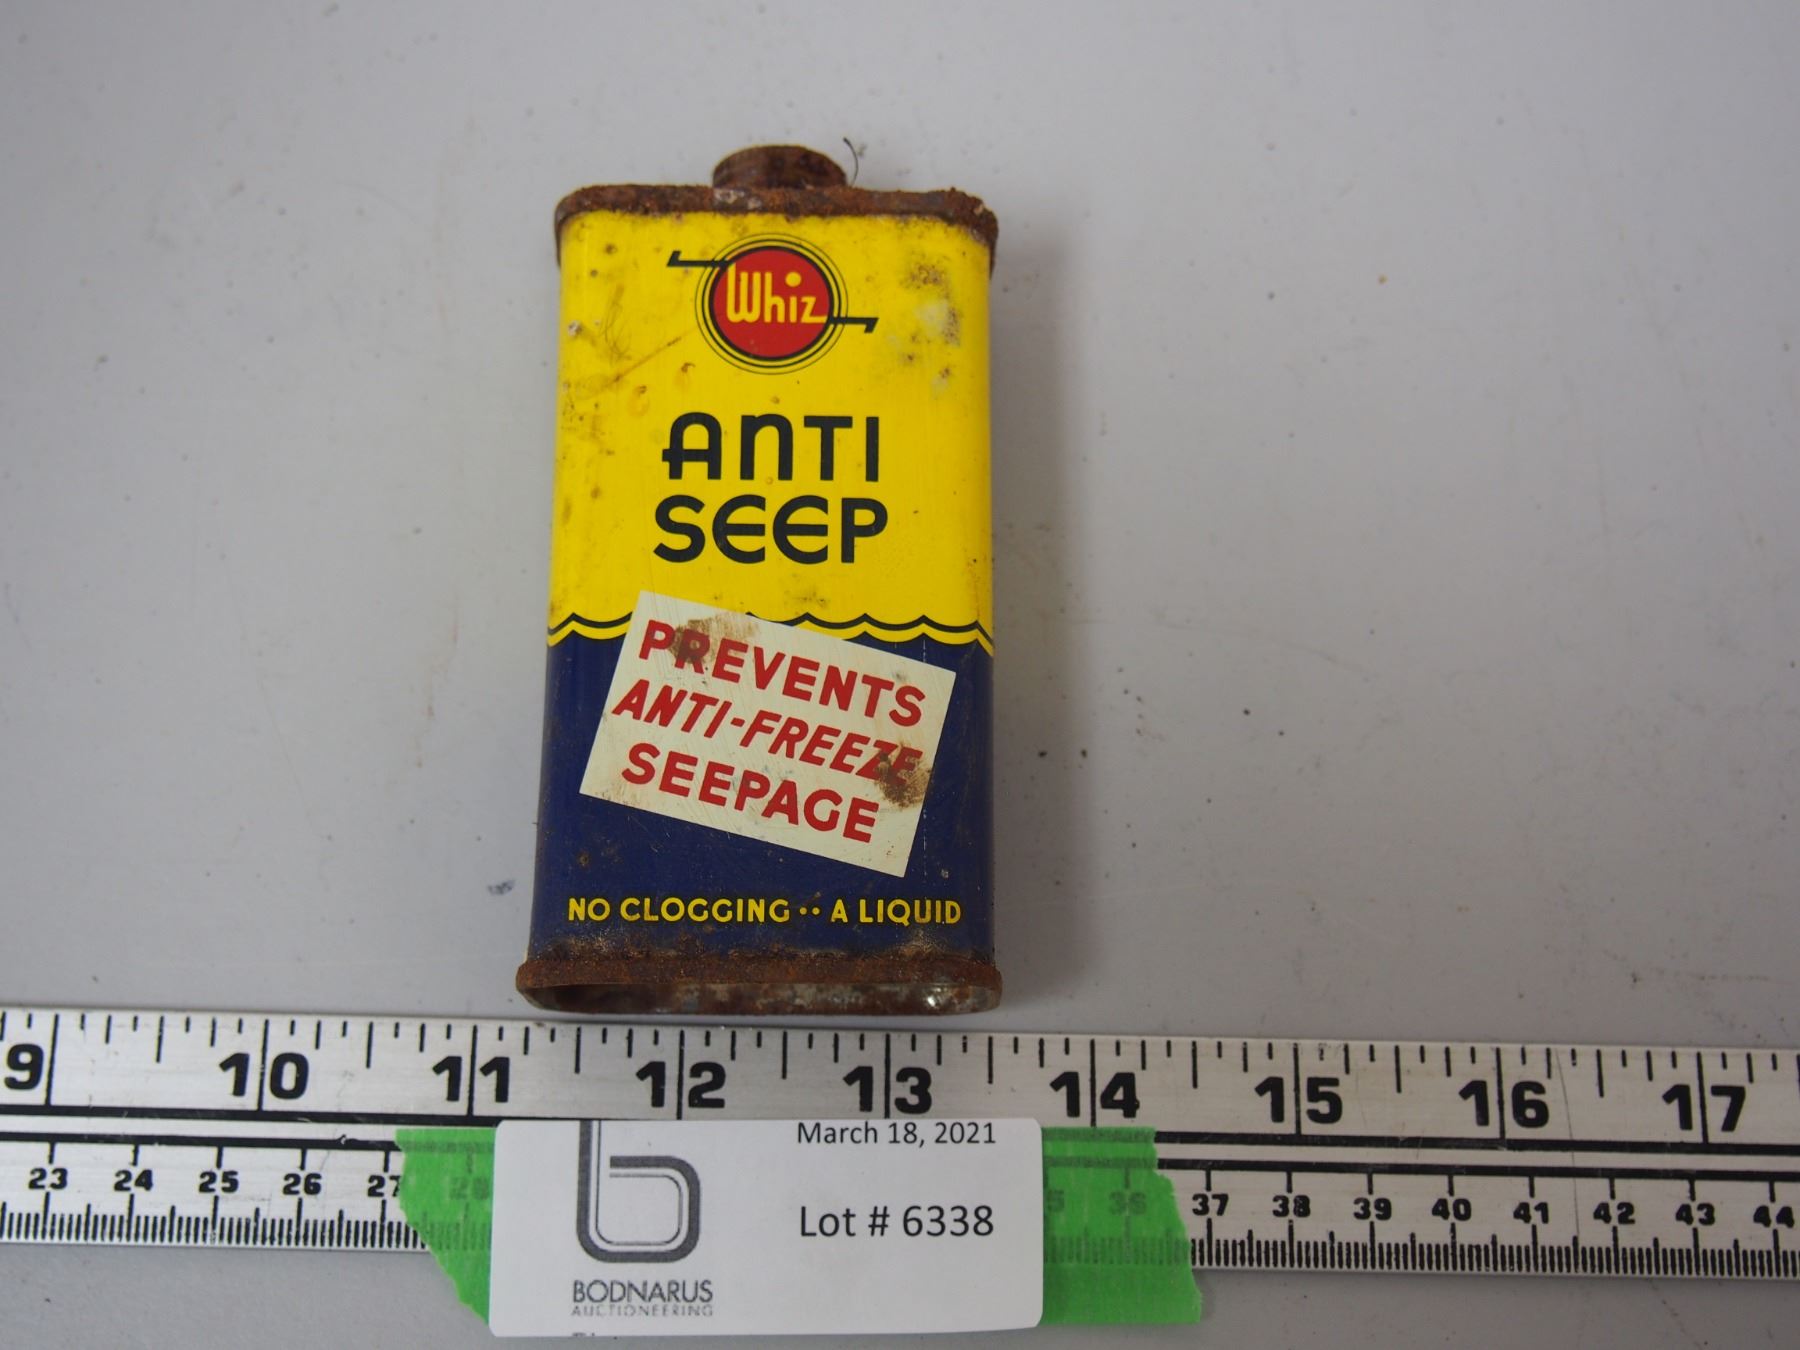 Whiz
ANTI
SEEP
PREVENTS
ANTI-FREEZE
SEEPAGE
NO CLOGGING •• A LIQUID
9 10 11 12 13 14 15 16 17
23 24 25 26 27 28 36 37 38 39 40 41 42 43 44
March 18, 2021
Lot # 6338
BODNARUS
AUCTIONEERING